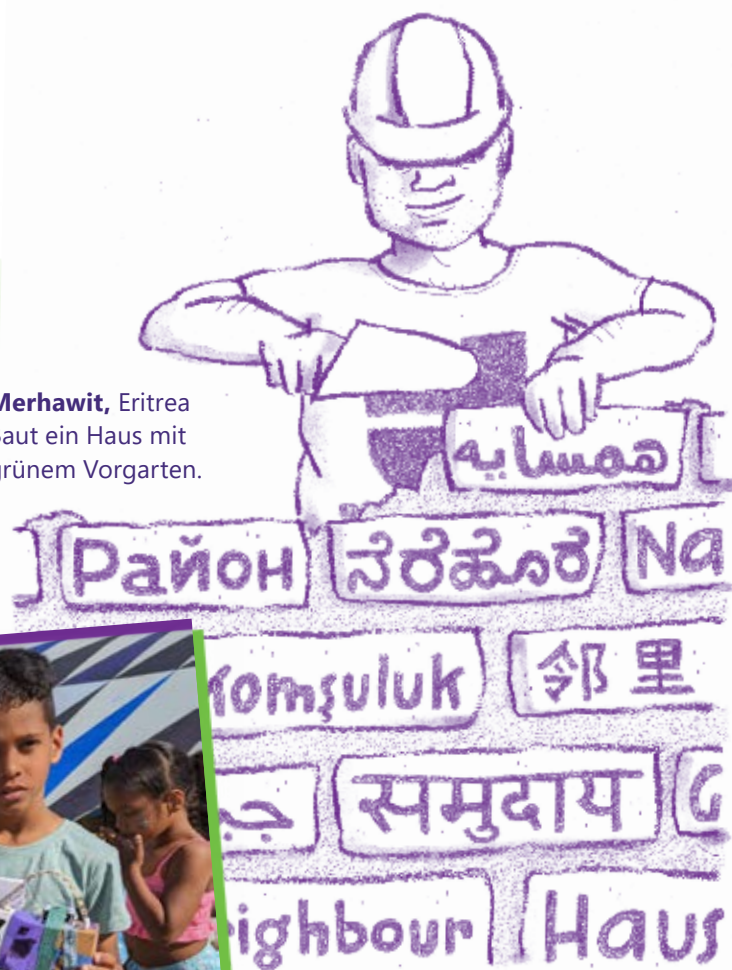 Merhawit, Eritrea
Baut ein Haus mit
grünem Vorgarten.
همسایه
Район ನೆರೆಹೊರೆ Na
Komşuluk 邻里
समुदाय
ighbour Haus